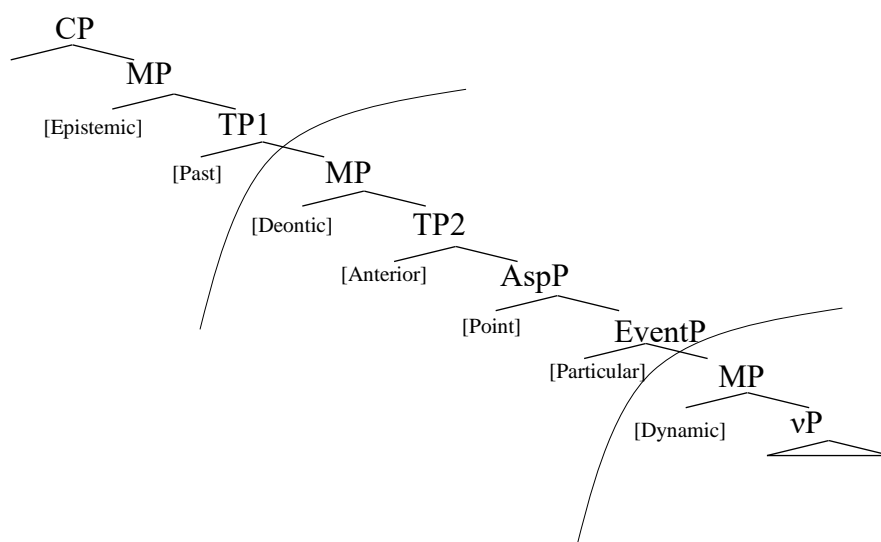 CP
MP
[Epistemic]
TP1
[Past]
MP
[Deontic]
TP2
[Anterior]
AspP
[Point]
EventP
[Particular]
MP
[Dynamic]
νP